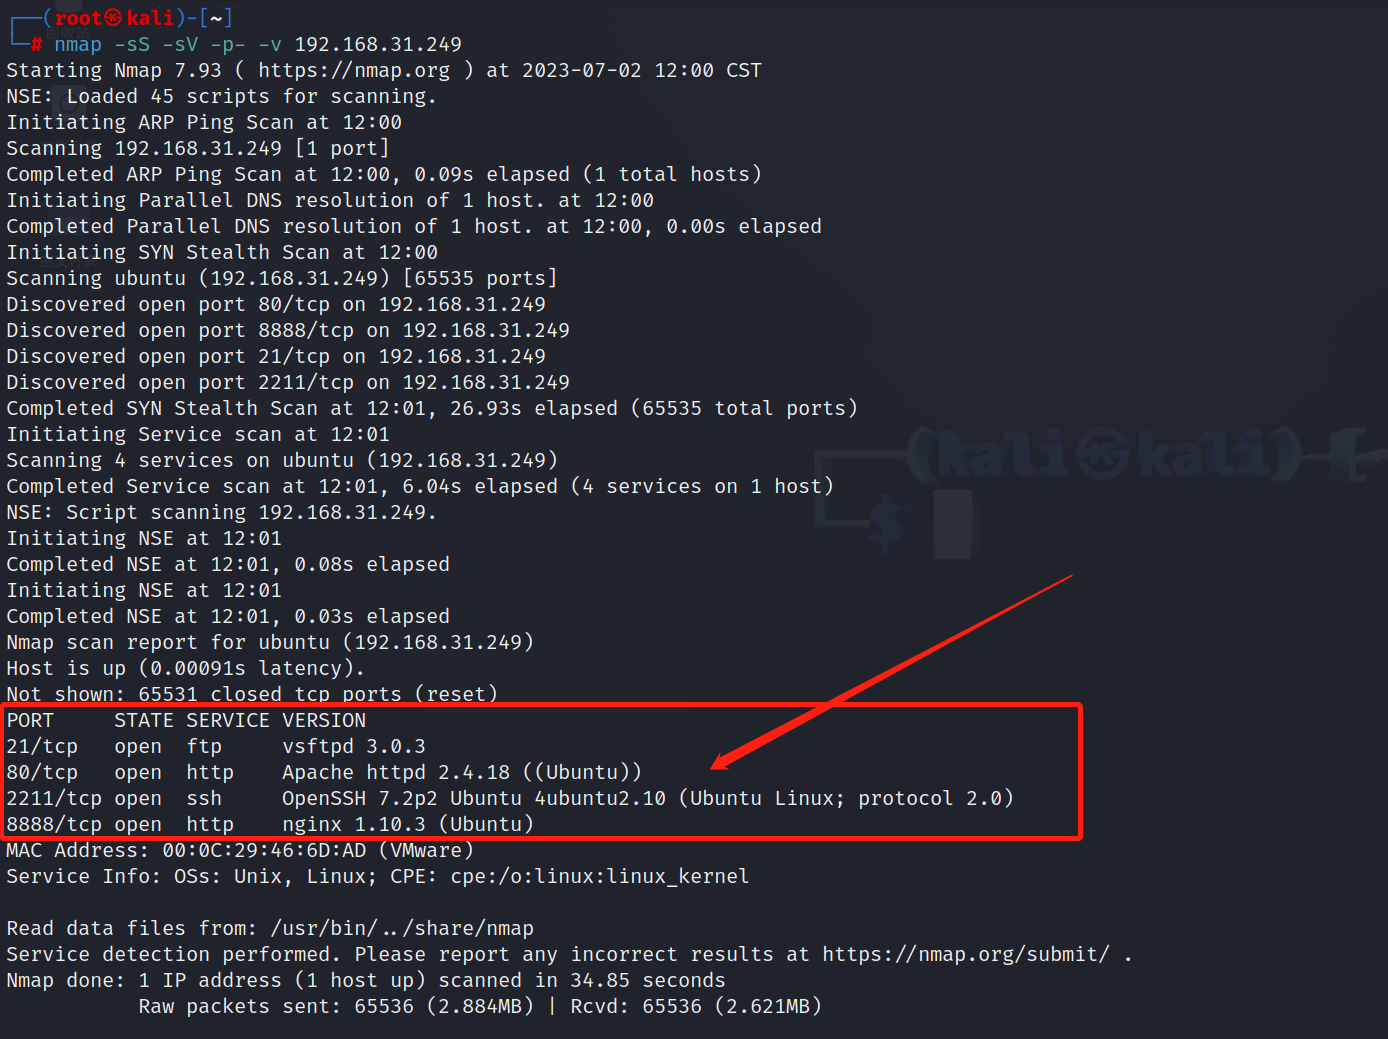 ┌──(root㉿kali)-[~]
└─# nmap -sS -sV -p- -v 192.168.31.249
Starting Nmap 7.93 ( https://nmap.org ) at 2023-07-02 12:00 CST
NSE: Loaded 45 scripts for scanning.
Initiating ARP Ping Scan at 12:00
Scanning 192.168.31.249 [1 port]
Completed ARP Ping Scan at 12:00, 0.09s elapsed (1 total hosts)
Initiating Parallel DNS resolution of 1 host. at 12:00
Completed Parallel DNS resolution of 1 host. at 12:00, 0.00s elapsed
Initiating SYN Stealth Scan at 12:00
Scanning ubuntu (192.168.31.249) [65535 ports]
Discovered open port 80/tcp on 192.168.31.249
Discovered open port 8888/tcp on 192.168.31.249
Discovered open port 21/tcp on 192.168.31.249
Discovered open port 2211/tcp on 192.168.31.249
Completed SYN Stealth Scan at 12:01, 26.93s elapsed (65535 total ports)
Initiating Service scan at 12:01
Scanning 4 services on ubuntu (192.168.31.249)
Completed Service scan at 12:01, 6.04s elapsed (4 services on 1 host)
NSE: Script scanning 192.168.31.249.
Initiating NSE at 12:01
Completed NSE at 12:01, 0.08s elapsed
Initiating NSE at 12:01
Completed NSE at 12:01, 0.03s elapsed
Nmap scan report for ubuntu (192.168.31.249)
Host is up (0.00091s latency).
Not shown: 65531 closed tcp ports (reset)
PORT     STATE SERVICE VERSION
21/tcp   open  ftp     vsftpd 3.0.3
80/tcp   open  http    Apache httpd 2.4.18 ((Ubuntu))
2211/tcp open  ssh     OpenSSH 7.2p2 Ubuntu 4ubuntu2.10 (Ubuntu Linux; protocol 2.0)
8888/tcp open  http    nginx 1.10.3 (Ubuntu)
MAC Address: 00:0C:29:46:6D:AD (VMware)
Service Info: OSs: Unix, Linux; CPE: cpe:/o:linux:linux_kernel
Read data files from: /usr/bin/../share/nmap
Service detection performed. Please report any incorrect results at https://nmap.org/submit/ .
Nmap done: 1 IP address (1 host up) scanned in 34.85 seconds
Raw packets sent: 65536 (2.884MB) | Rcvd: 65536 (2.621MB)
(kali㉿kali)-[
$